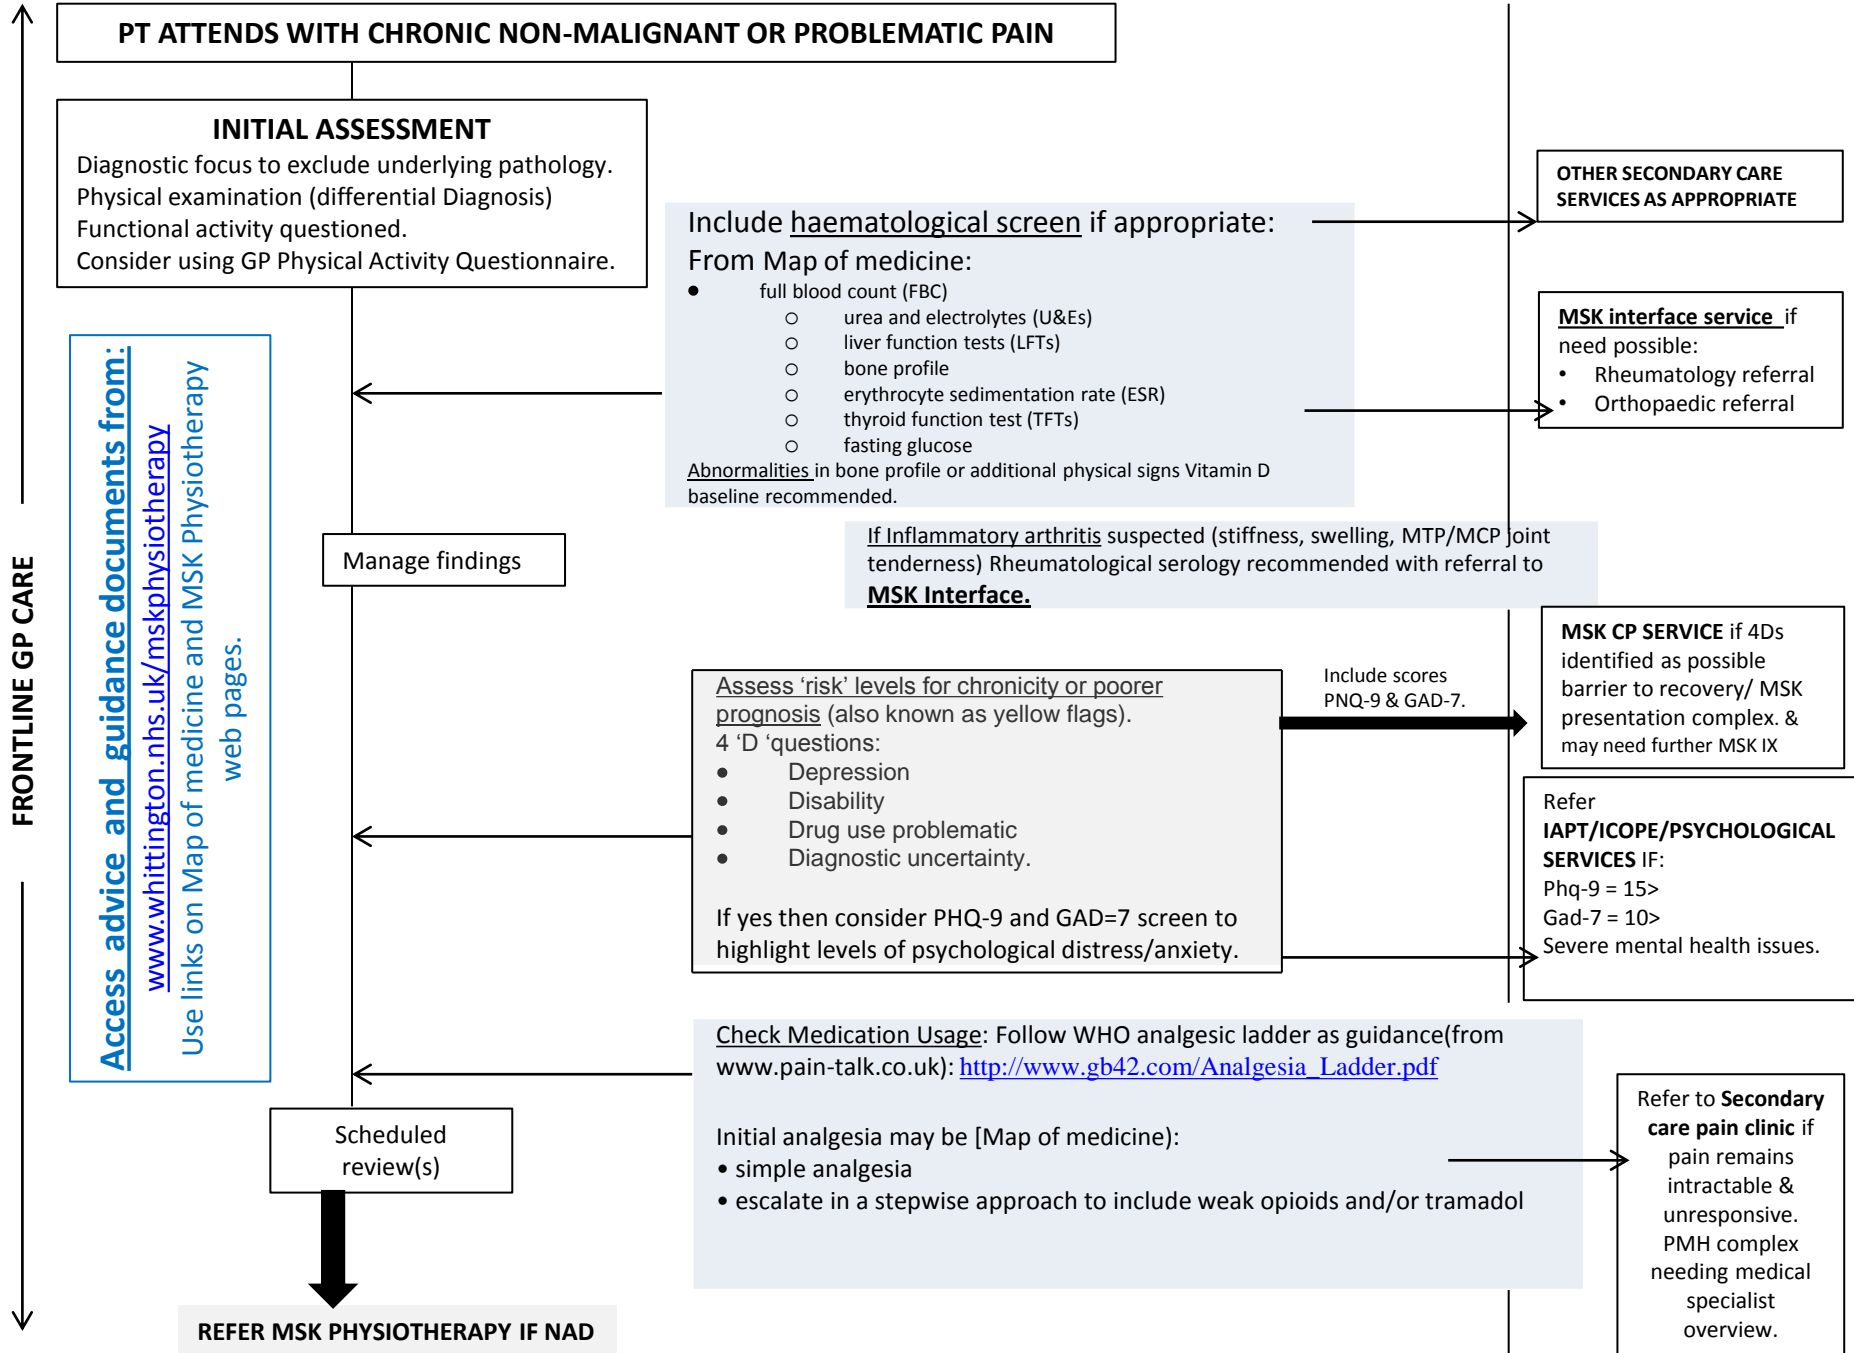 PT ATTENDS WITH CHRONIC NON-MALIGNANT OR PROBLEMATIC PAIN
INITIAL ASSESSMENT
Diagnostic focus to exclude underlying pathology.
Physical examination (differential Diagnosis)
Functional activity questioned.
Consider using GP Physical Activity Questionnaire.
FRONTLINE GP CARE
Access advice and guidance documents from:
www.whittington.nhs.uk/mskphysiotherapy
Use links on Map of medicine and MSK Physiotherapy
web pages.
Include haematological screen if appropriate:
From Map of medicine:
• full blood count (FBC)
o urea and electrolytes (U&Es)
o liver function tests (LFTs)
o bone profile
o erythrocyte sedimentation rate (ESR)
o thyroid function test (TFTs)
o fasting glucose
Abnormalities in bone profile or additional physical signs Vitamin D
baseline recommended.
OTHER SECONDARY CARE
SERVICES AS APPROPRIATE
MSK interface service if
need possible:
• Rheumatology referral
• Orthopaedic referral
Manage findings
If Inflammatory arthritis suspected (stiffness, swelling, MTP/MCP joint
tenderness) Rheumatological serology recommended with referral to
MSK Interface.
Assess ‘risk’ levels for chronicity or poorer
prognosis (also known as yellow flags).
4 ‘D ‘questions:
• Depression
• Disability
• Drug use problematic
• Diagnostic uncertainty.
If yes then consider PHQ-9 and GAD=7 screen to
highlight levels of psychological distress/anxiety.
Include scores
PNQ-9 & GAD-7.
MSK CP SERVICE if 4Ds
identified as possible
barrier to recovery/ MSK
presentation complex. &
may need further MSK IX
Refer
IAPT/ICOPE/PSYCHOLOGICAL
SERVICES IF:
Phq-9 = 15>
Gad-7 = 10>
Severe mental health issues.
Check Medication Usage: Follow WHO analgesic ladder as guidance(from
www.pain-talk.co.uk): http://www.gb42.com/Analgesia_Ladder.pdf
Initial analgesia may be [Map of medicine):
• simple analgesia
• escalate in a stepwise approach to include weak opioids and/or tramadol
Refer to Secondary
care pain clinic if
pain remains
intractable &
unresponsive.
PMH complex
needing medical
specialist
overview.
Scheduled
review(s)
REFER MSK PHYSIOTHERAPY IF NAD